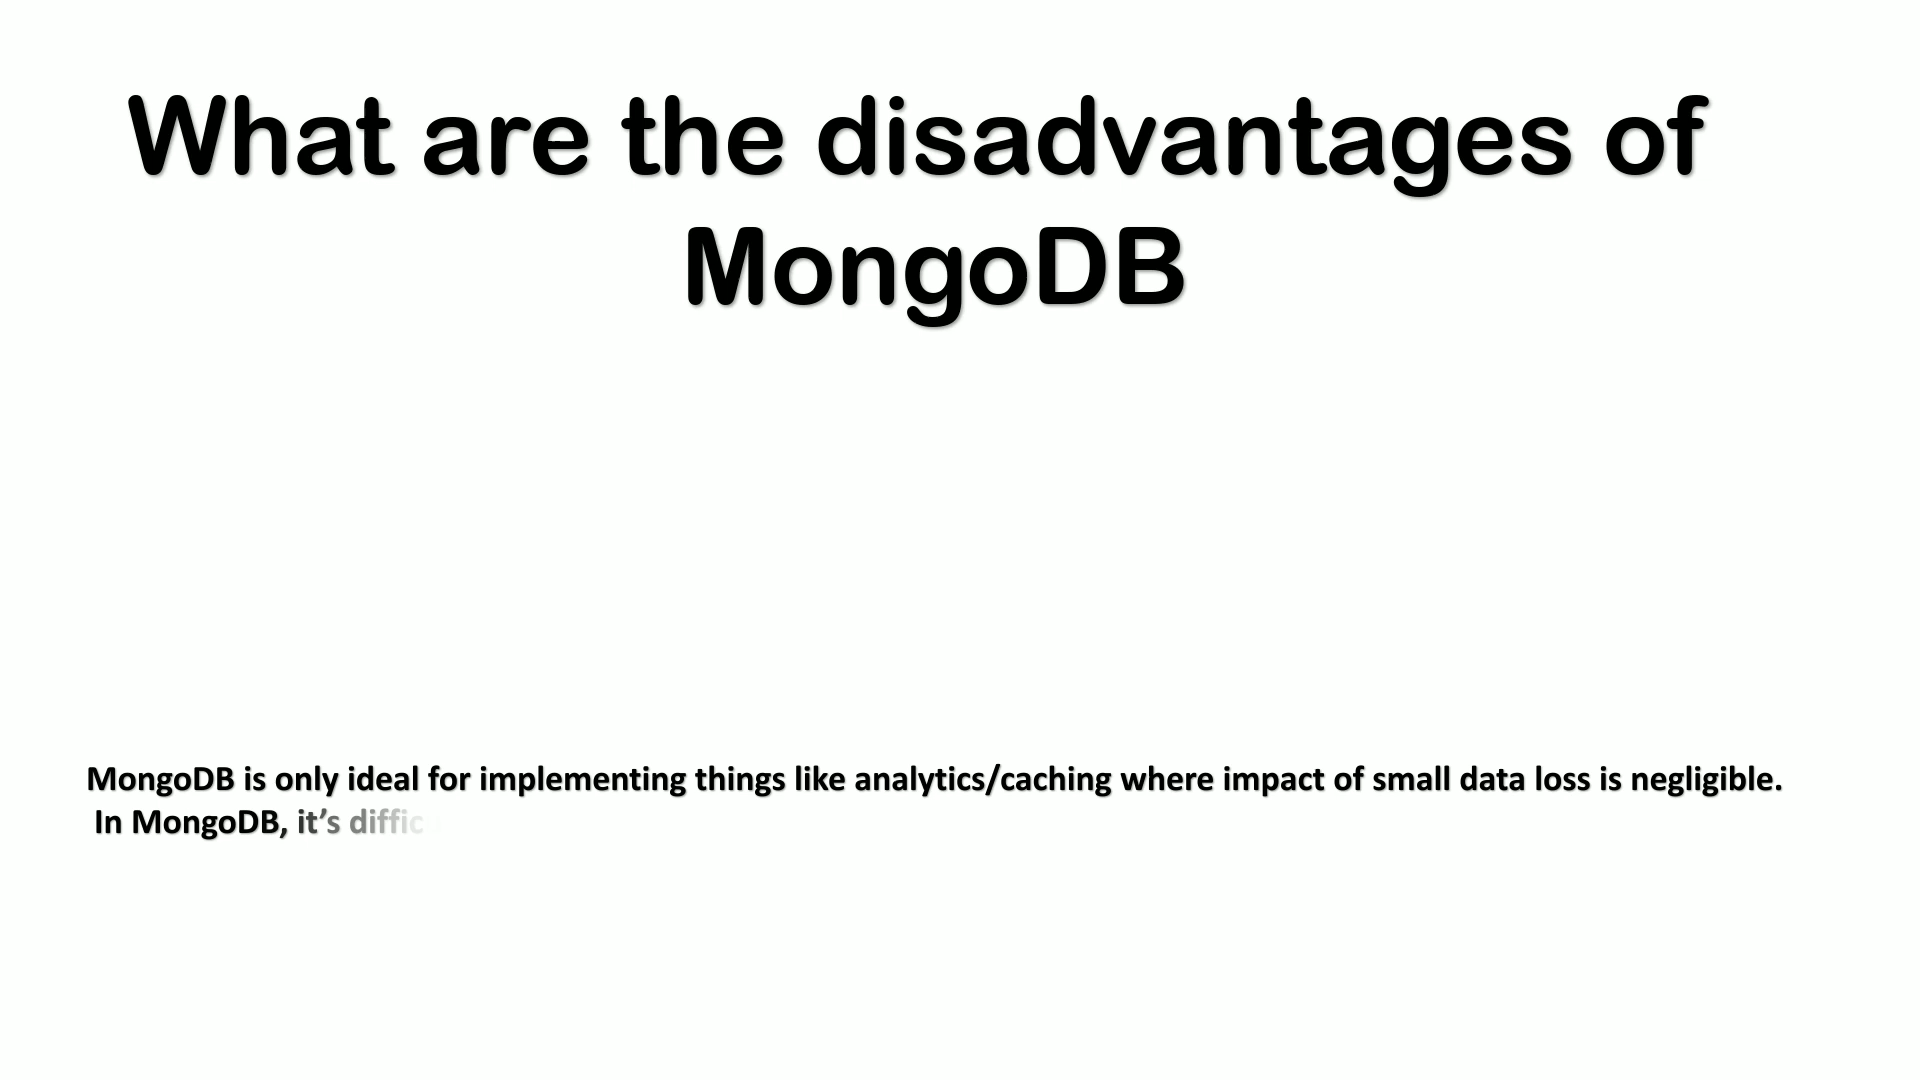 What are the disadvantages of
MongoDB
MongoDB is only ideal for implementing things like analytics/caching where impact of small data loss is negligible.
In MongoDB, it’s